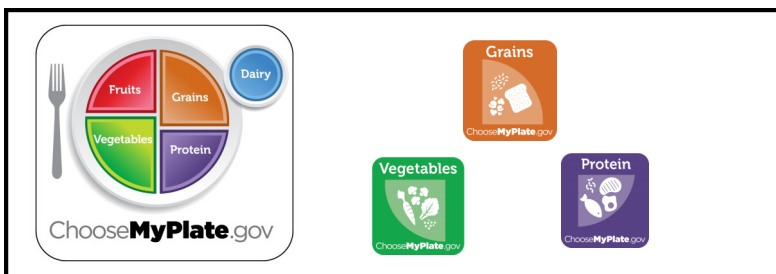 Fruits
Grains
Dairy
Vegetables
Protein
ChooseMyPlate.gov
Grains
ChooseMyPlate.gov
Vegetables
ChooseMyPlate.gov
Protein
ChooseMyPlate.gov